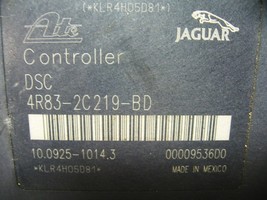 (*KLR4H05D81*)
Ate JAGUAR
Controller
DSC
4R83-2C219-BD
10.0925-1014.3 00009536D0
*KLR4H05D81* MADE IN MEXICO